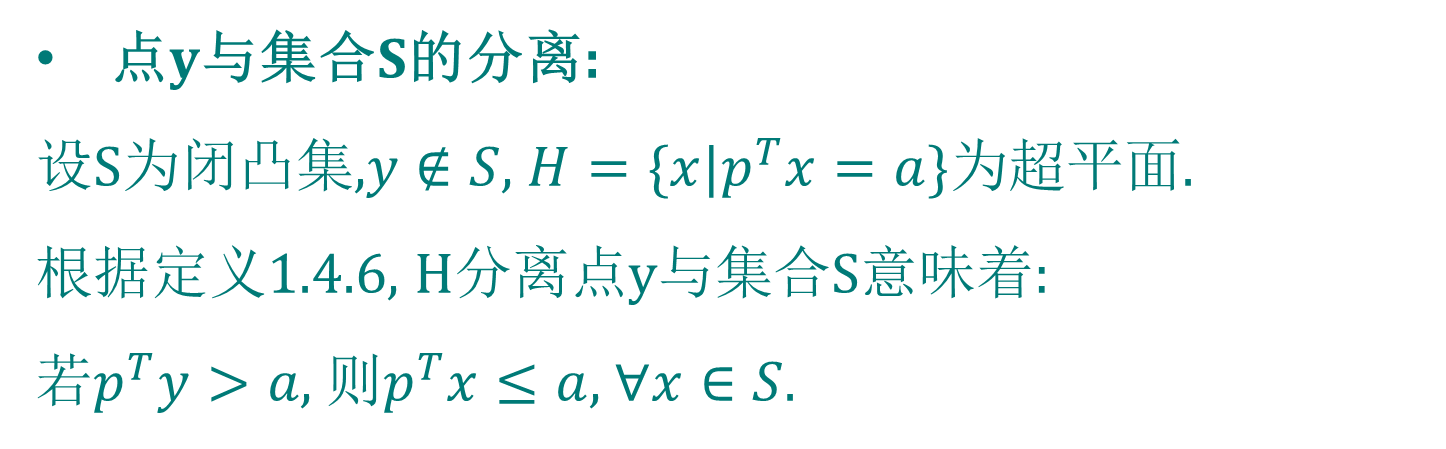 • 点y与集合S的分离:
设S为闭凸集,y ∉ S, H = {x|pᵀx = a}为超平面.
根据定义1.4.6, H分离点y与集合S意味着:
若pᵀy > a, 则pᵀx ≤ a, ∀x ∈ S.